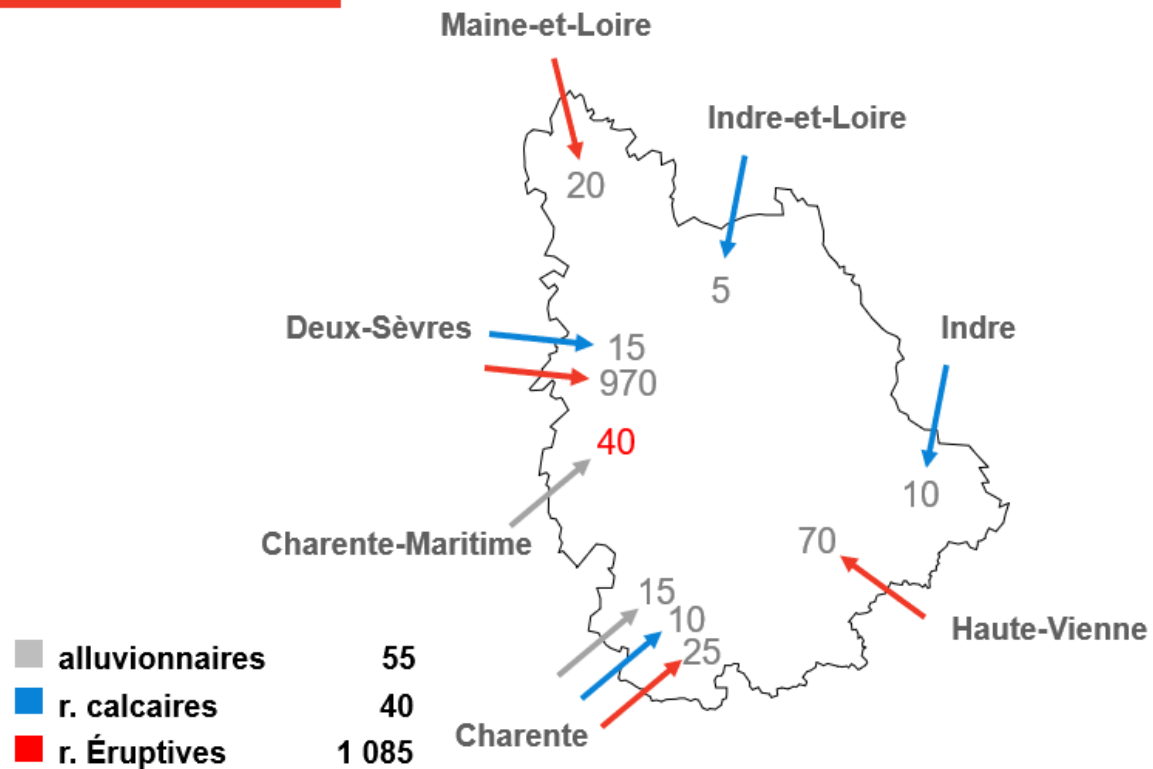 Maine-et-Loire
Indre-et-Loire
20
5
Deux-Sèvres
15
970
Indre
40
10
Charente-Maritime
70
15
10
25
Haute-Vienne
Charente
alluvionnaires 55
r. calcaires 40
r. Éruptives 1 085